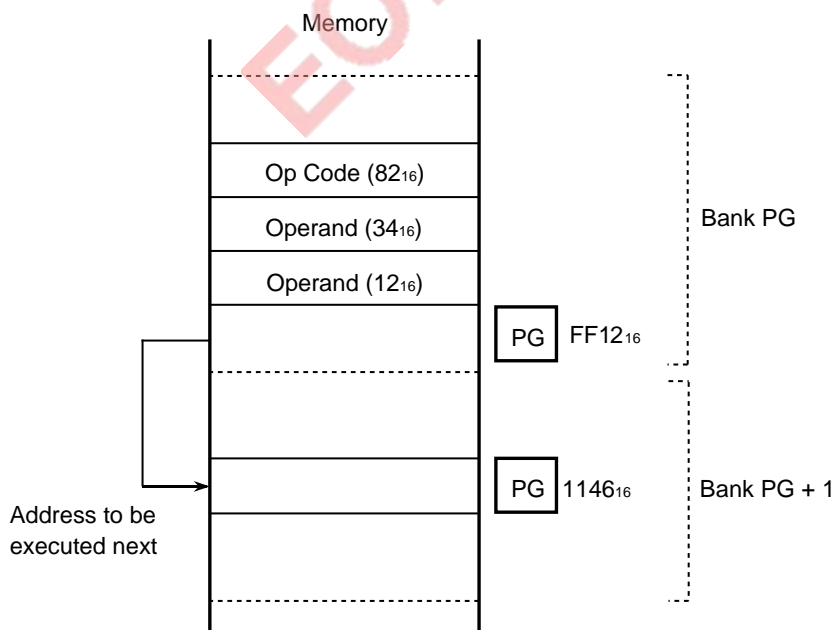 Memory
Op Code (82₁₆)
Operand (34₁₆)
Operand (12₁₆)
Bank PG
PG FF12₁₆
PG 1146₁₆
Bank PG + 1
Address to be
executed next